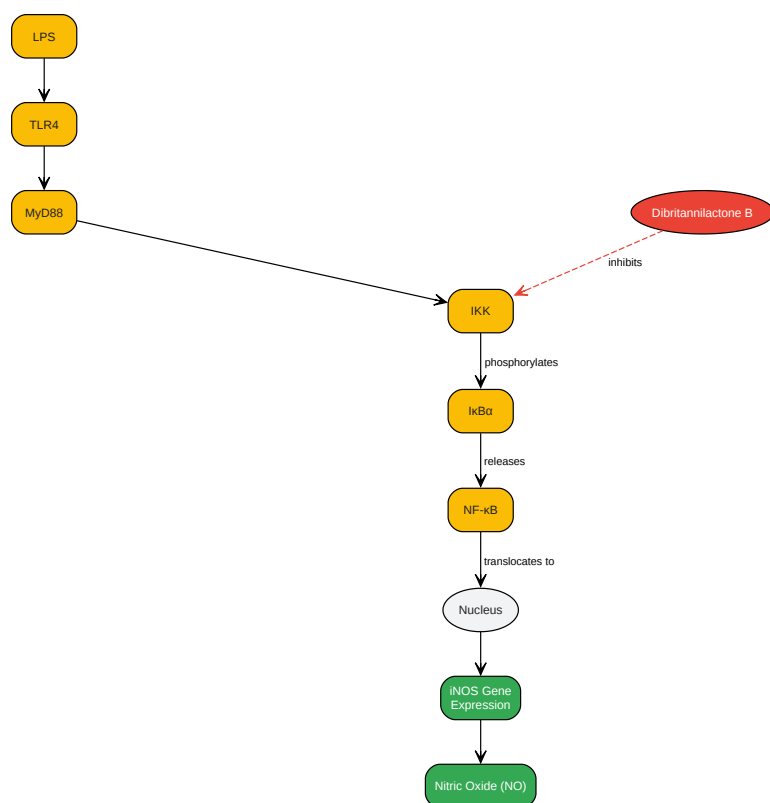 LPS
TLR4
MyD88
Dibritannilactone B
inhibits
IKK
phosphorylates
IκBα
releases
NF-κB
translocates to
Nucleus
iNOS Gene
Expression
Nitric Oxide (NO)